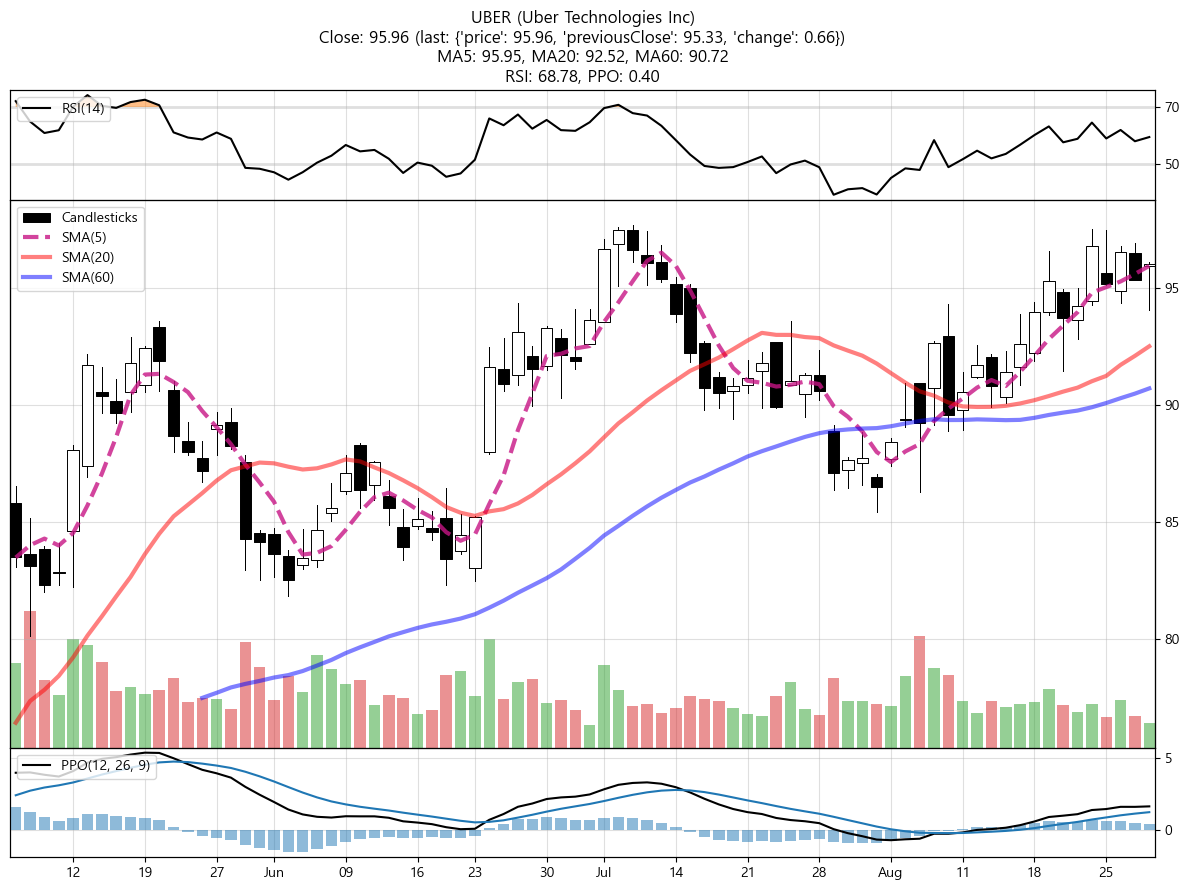 UBER (Uber Technologies Inc)
Close: 95.96 (last: {'price': 95.96, 'previousClose': 95.33, 'change': 0.66})
MA5: 95.95, MA20: 92.52, MA60: 90.72
RSI: 68.78, PPO: 0.40
RSI(14)
70
50
Candlesticks
SMA(5)
SMA(20)
SMA(60)
95
90
85
80
PPO(12, 26, 9)
5
0
12 19 27 Jun 09 16 23 30 Jul 14 21 28 Aug 11 18 25